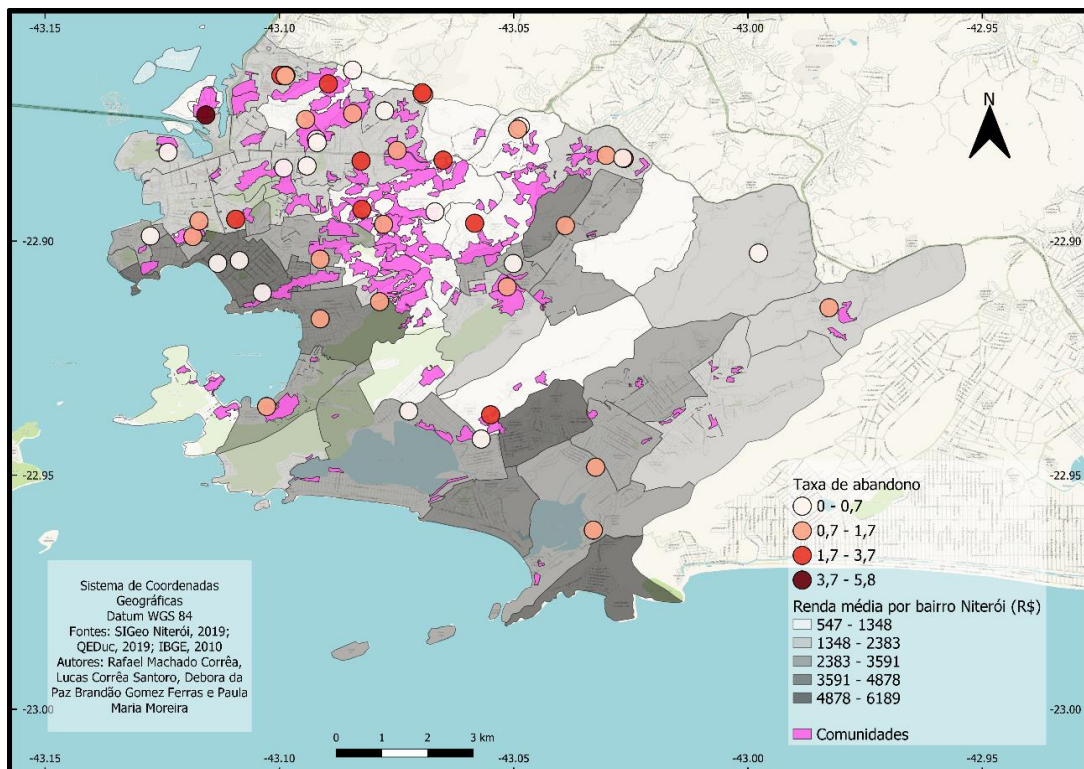 -43.15
-43.10
-43.05
-43.00
-42.95
N
-22.90
-22.90
-22.95
-22.95
-23.00
-23.00
Taxa de abandono
0 - 0,7
0,7 - 1,7
1,7 - 3,7
3,7 - 5,8
Renda média por bairro Niterói (R$)
547 - 1348
1348 - 2383
2383 - 3591
3591 - 4878
4878 - 6189
Comunidades
Sistema de Coordenadas
Geográficas
Datum WGS 84
Fontes: SIGeo Niterói, 2019;
QEDuc, 2019; IBGE, 2010
Autores: Rafael Machado Corrêa,
Lucas Corrêa Santoro, Debora da
Paz Brandão Gomez Ferras e Paula
Maria Moreira
0 1 2 3 km
-43.15
-43.10
-43.05
-43.00
-42.95